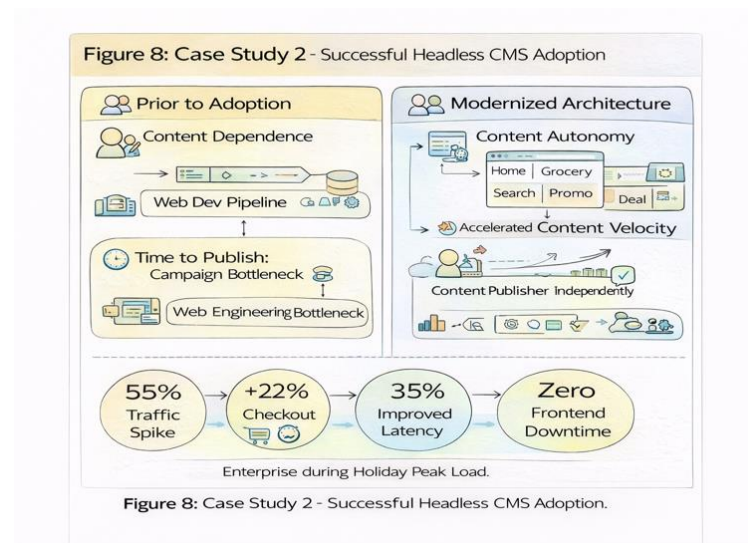 Figure 8: Case Study 2 - Successful Headless CMS Adoption
Prior to Adoption
Content Dependence
Web Dev Pipeline
Time to Publish:
Campaign Bottleneck
Web Engineering Bottleneck
Modernized Architecture
Content Autonomy
Home | Grocery
Search | Promo
Deal
Accelerated Content Velocity
Content Publisher Independently
55%
Traffic
Spike
+22%
Checkout
35%
Improved
Latency
Zero
Frontend
Downtime
Enterprise during Holiday Peak Load.
Figure 8: Case Study 2 - Successful Headless CMS Adoption.